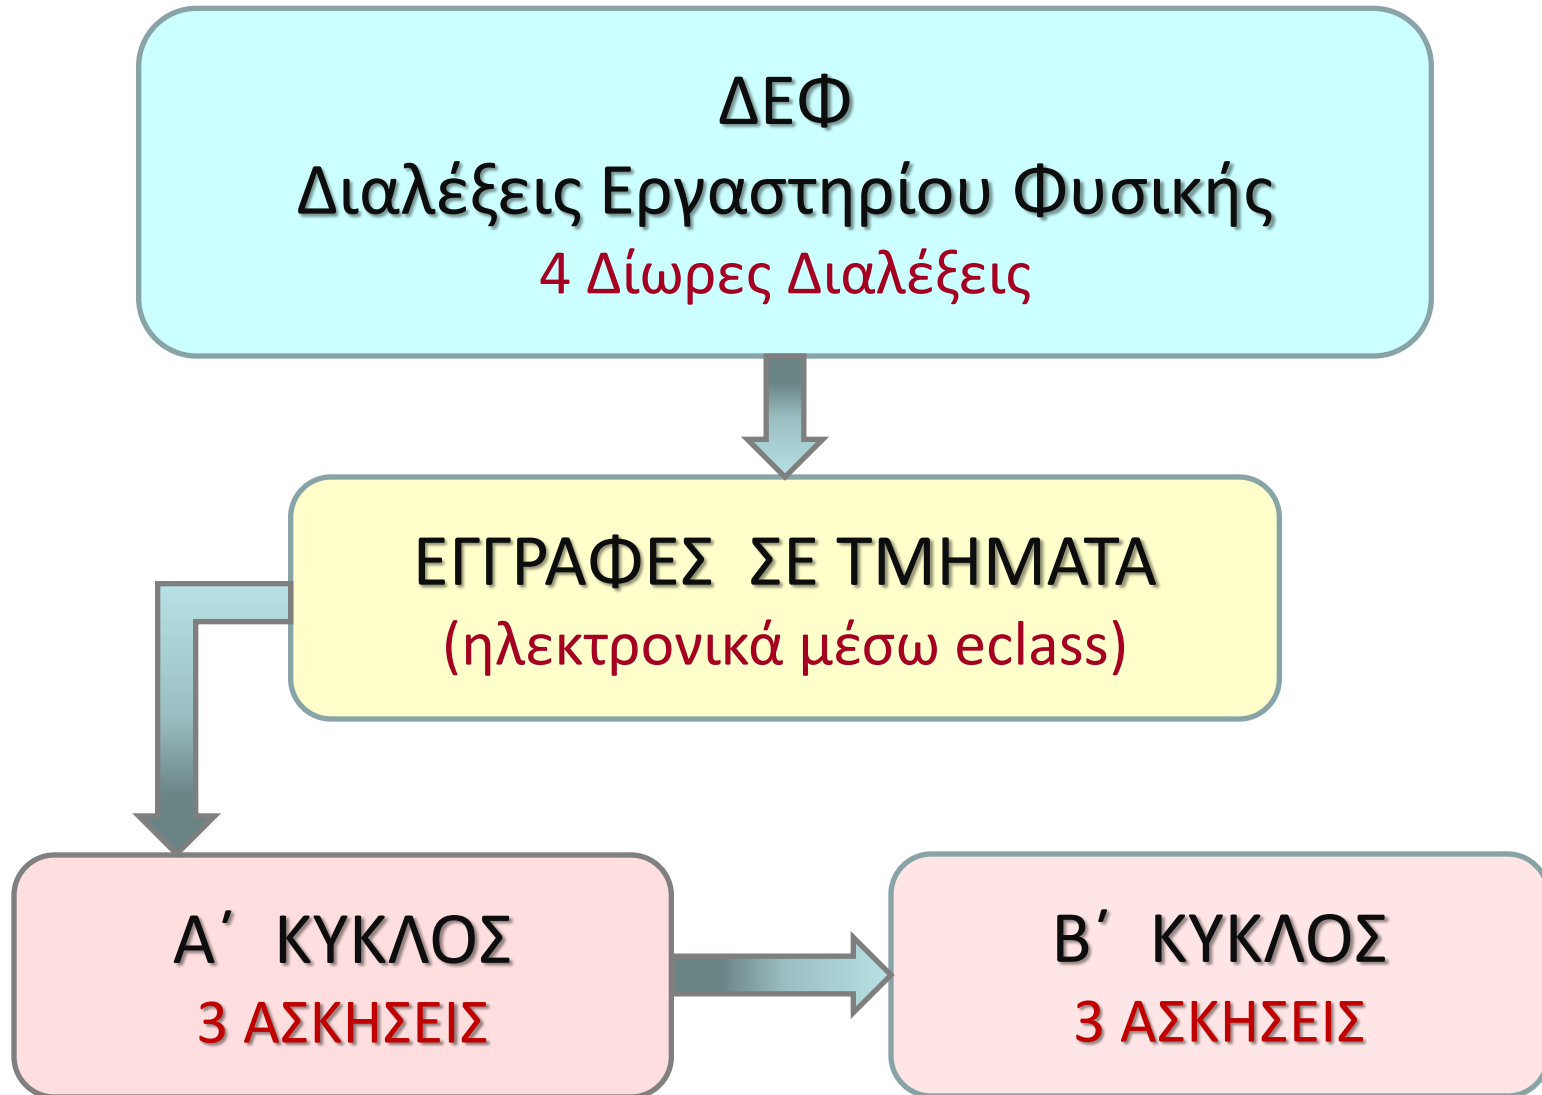 ΔΕΦ
Διαλέξεις Εργαστηρίου Φυσικής
4 Δίωρες Διαλέξεις
ΕΓΓΡΑΦΕΣ ΣΕ ΤΜΗΜΑΤΑ
(ηλεκτρονικά μέσω eclass)
Α΄ ΚΥΚΛΟΣ
3 ΑΣΚΗΣΕΙΣ
Β΄ ΚΥΚΛΟΣ
3 ΑΣΚΗΣΕΙΣ